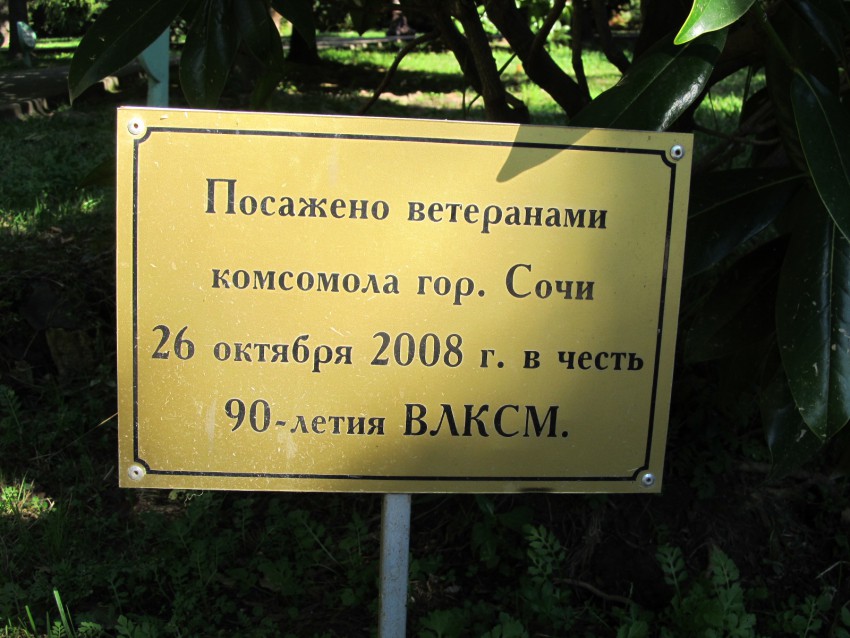 Посажено ветеранами
комсомола гор. Сочи
26 октября 2008 г. в честь
90-летия ВЛКСМ.